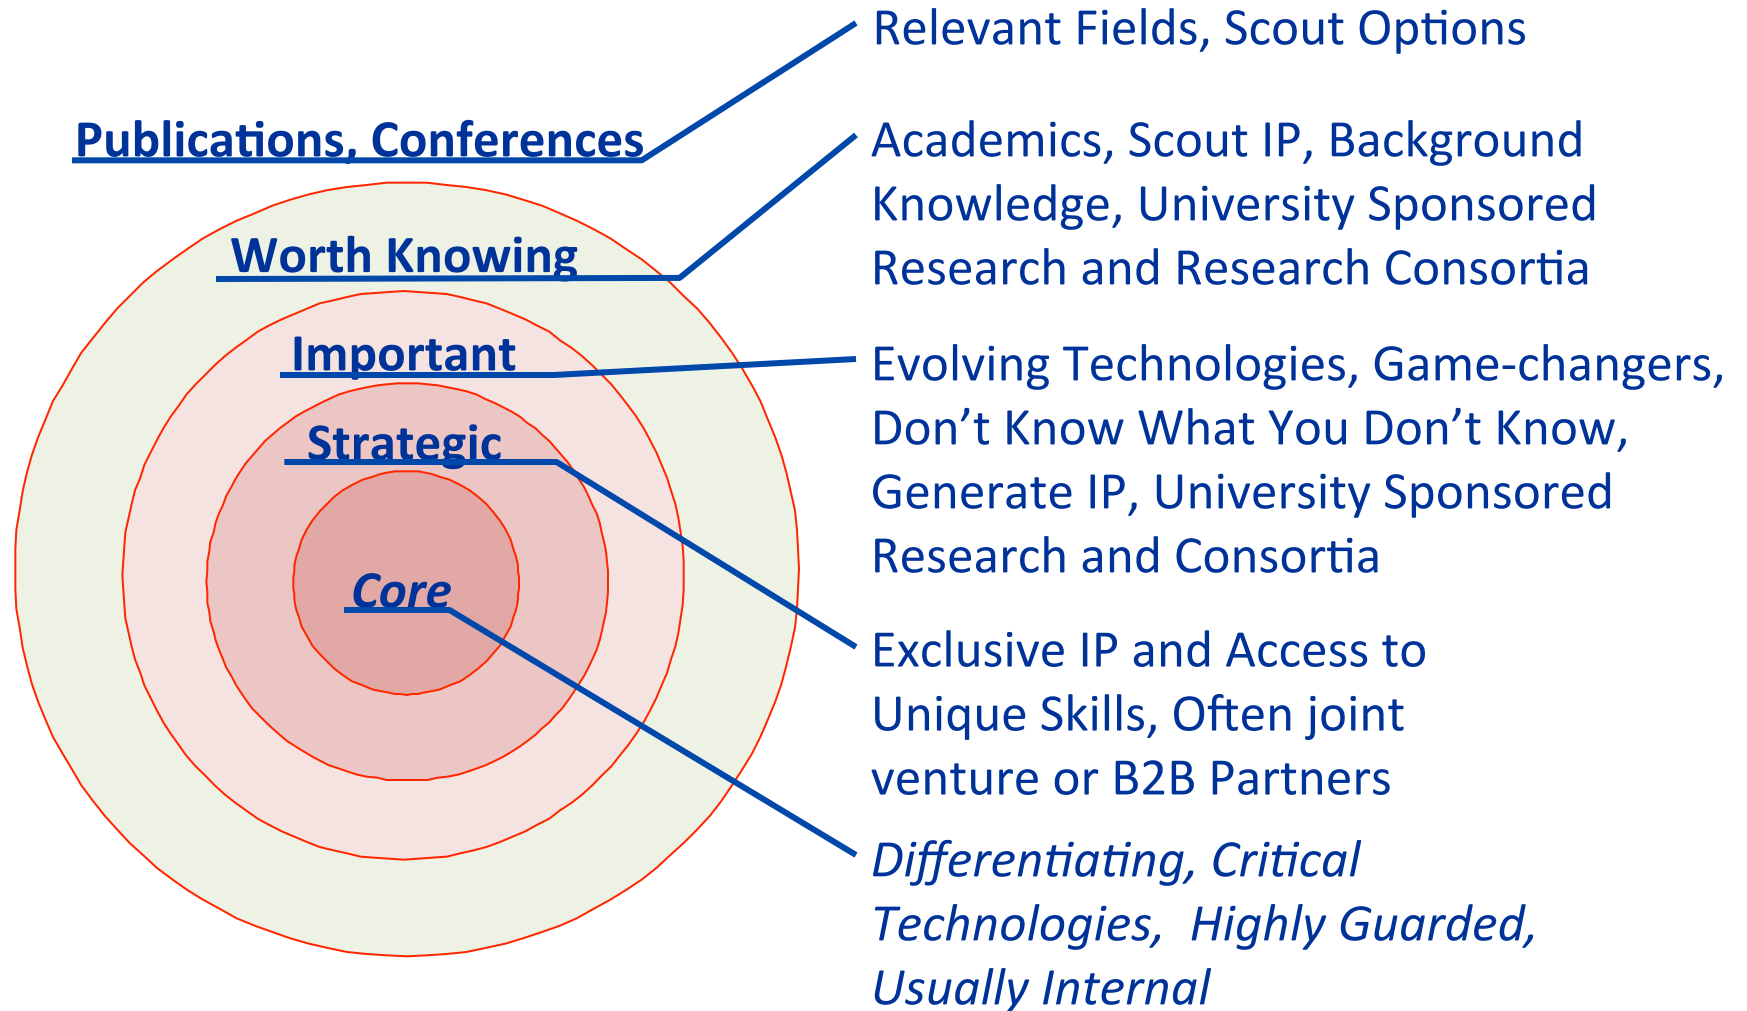 Relevant Fields, Scout Options
Publications, Conferences
Academics, Scout IP, Background
Knowledge, University Sponsored
Research and Research Consortia
Worth Knowing
Important
Evolving Technologies, Game-changers,
Don’t Know What You Don’t Know,
Generate IP, University Sponsored
Research and Consortia
Strategic
Exclusive IP and Access to
Unique Skills, Often joint
venture or B2B Partners
Core
Differentiating, Critical
Technologies,  Highly Guarded,
Usually Internal